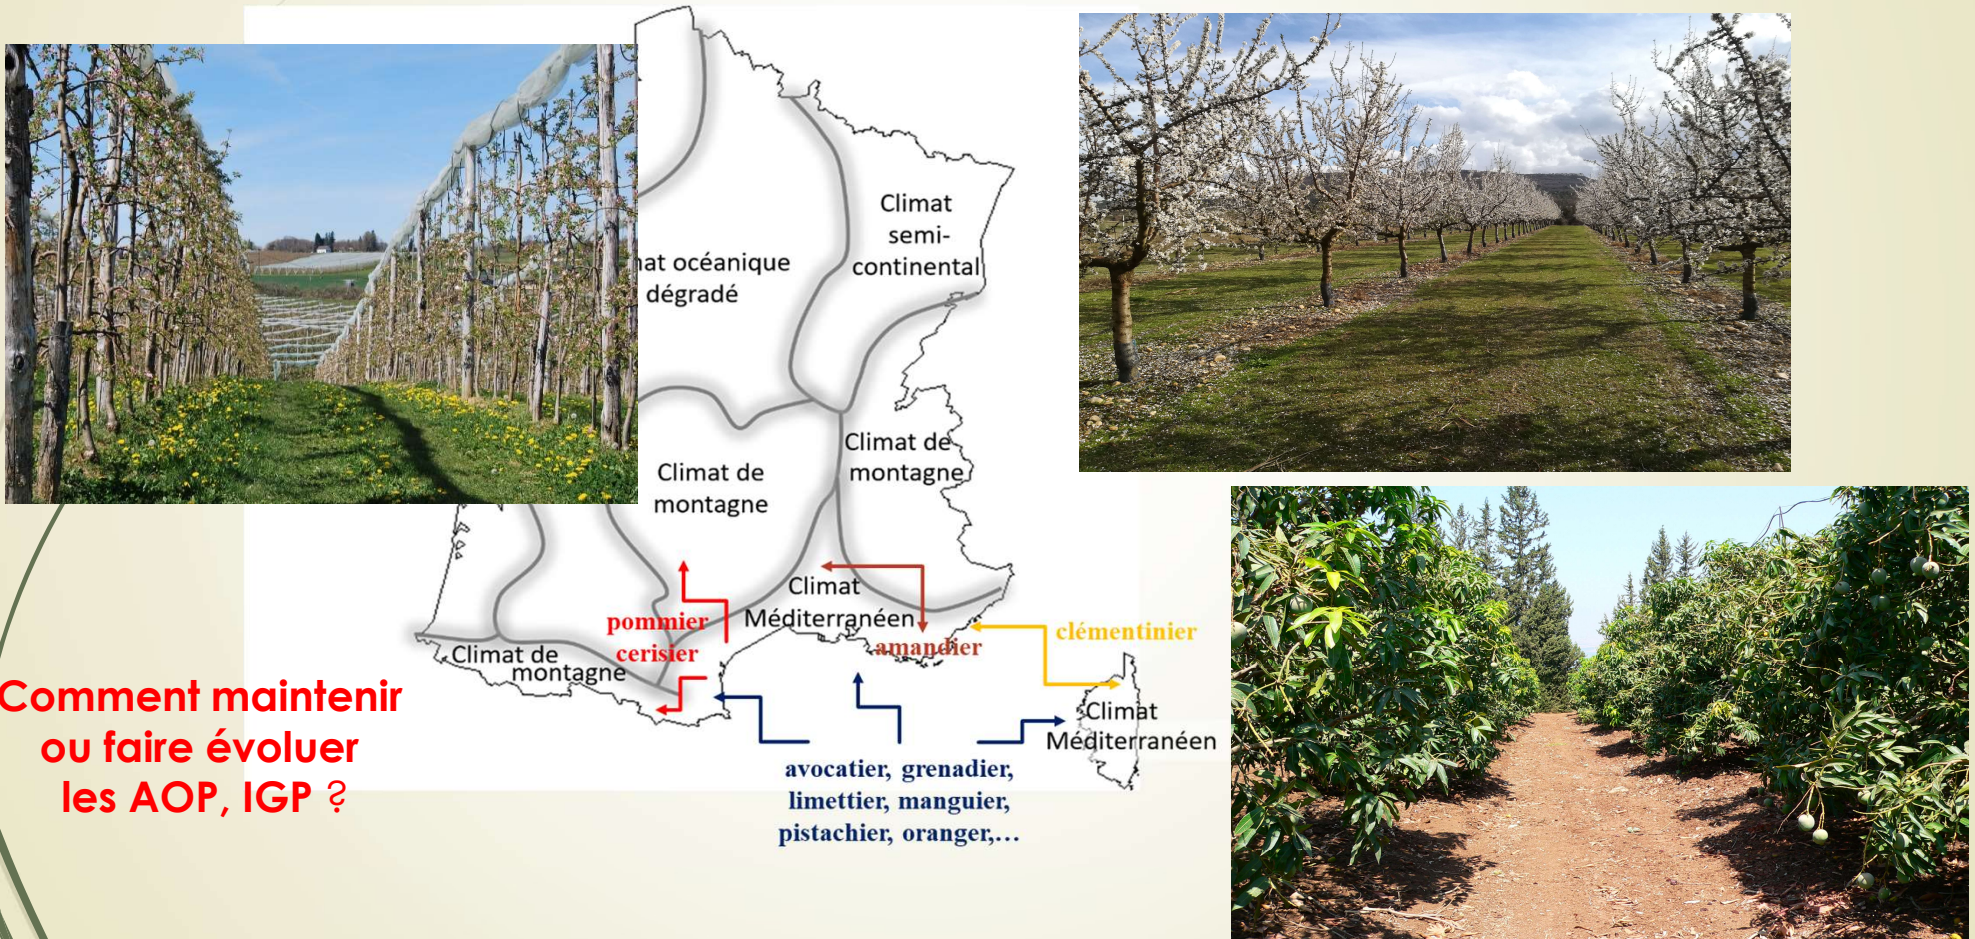 Climat
semi-
continental
océanique
dégradé
Climat de
montagne
Climat de
montagne
Climat
Méditerranéen
pommier
cerisier
amandier
clémentinier
Climat de
montagne
Climat
Méditerranéen
Comment maintenir
ou faire évoluer
les AOP, IGP ?
avocatier, grenadier,
limettier, manguier,
pistachier, oranger,...